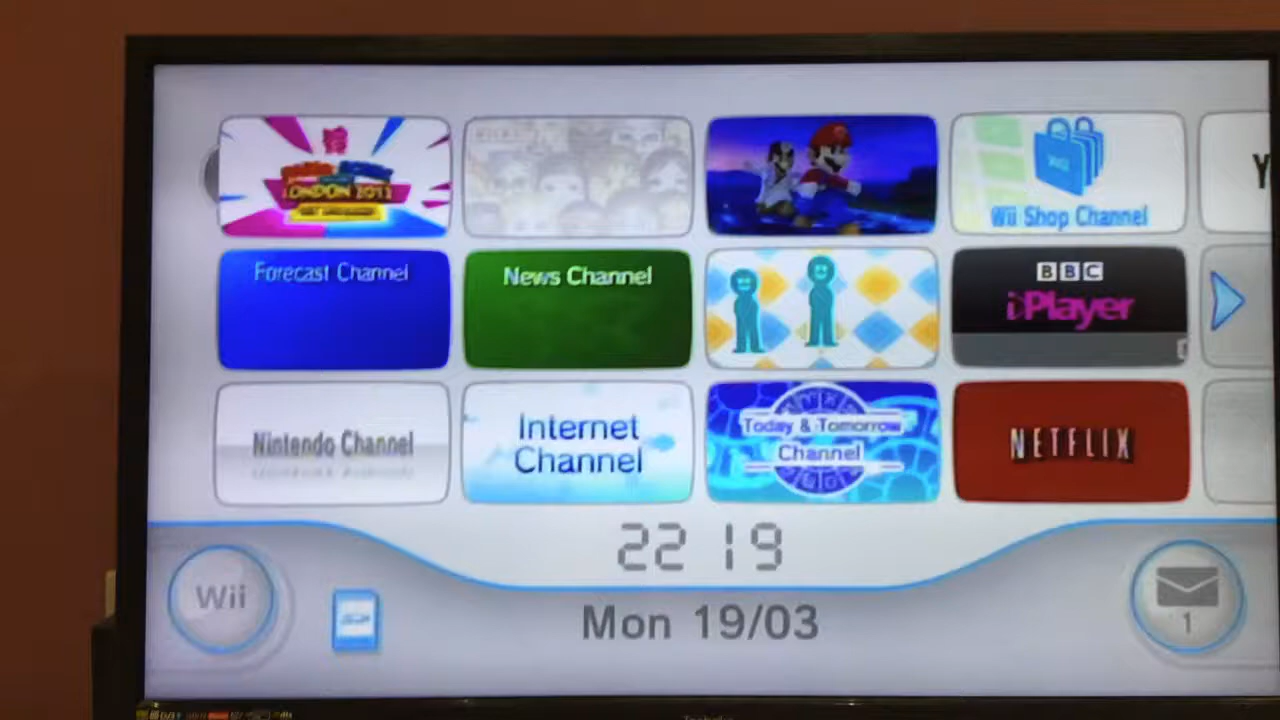 LONDON 2012
Wii Shop Channel
Y
Forecast Channel
News Channel
BBC
iPlayer
Nintendo Channel
Internet
Channel
Today & Tomorrow
Channel
NETFLIX
22 19
Wii
Mon 19/03
1